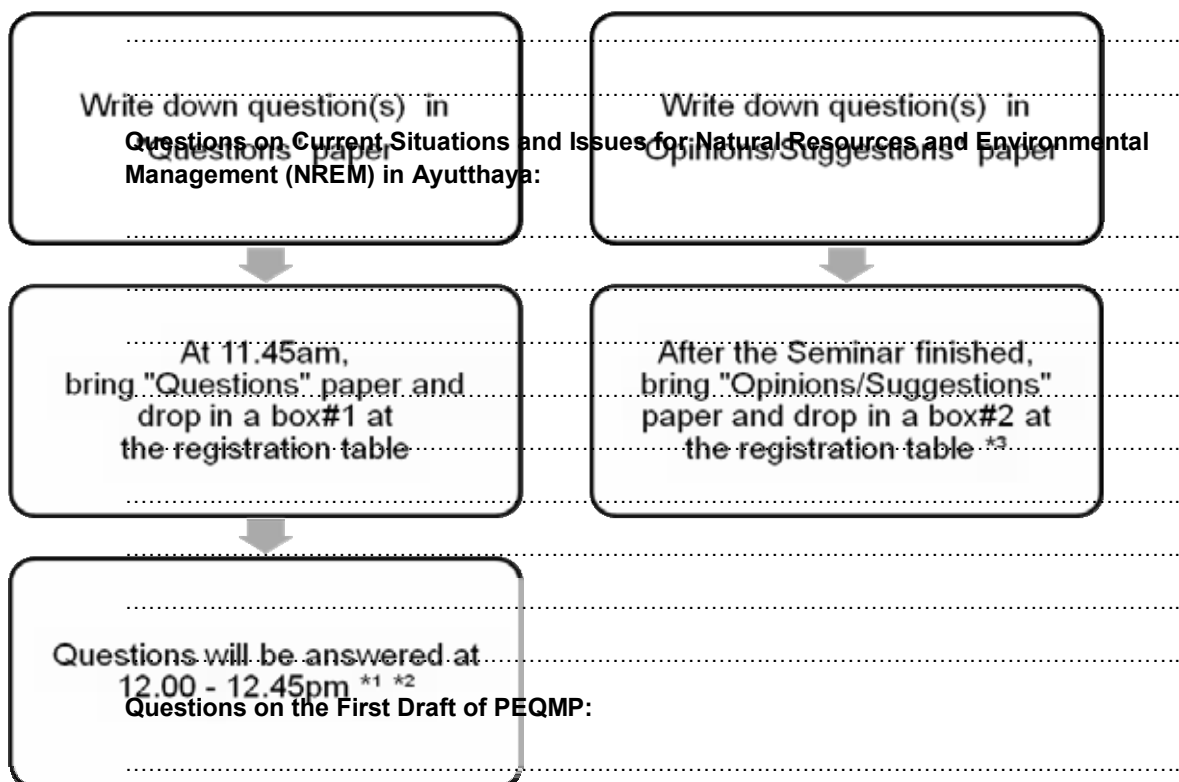 Write down question(s) in
"Questions" paper
Write down question(s) in
"Opinions/Suggestions" paper
Questions on Current Situations and Issues for Natural Resources and Environmental
Management (NREM) in Ayutthaya:
At 11.45am,
bring "Questions" paper and
drop in a box#1 at
the registration table
After the Seminar finished,
bring "Opinions/Suggestions"
paper and drop in a box#2 at
the registration table *3
Questions will be answered at
12.00 - 12.45pm *1 *2
Questions on the First Draft of PEQMP: